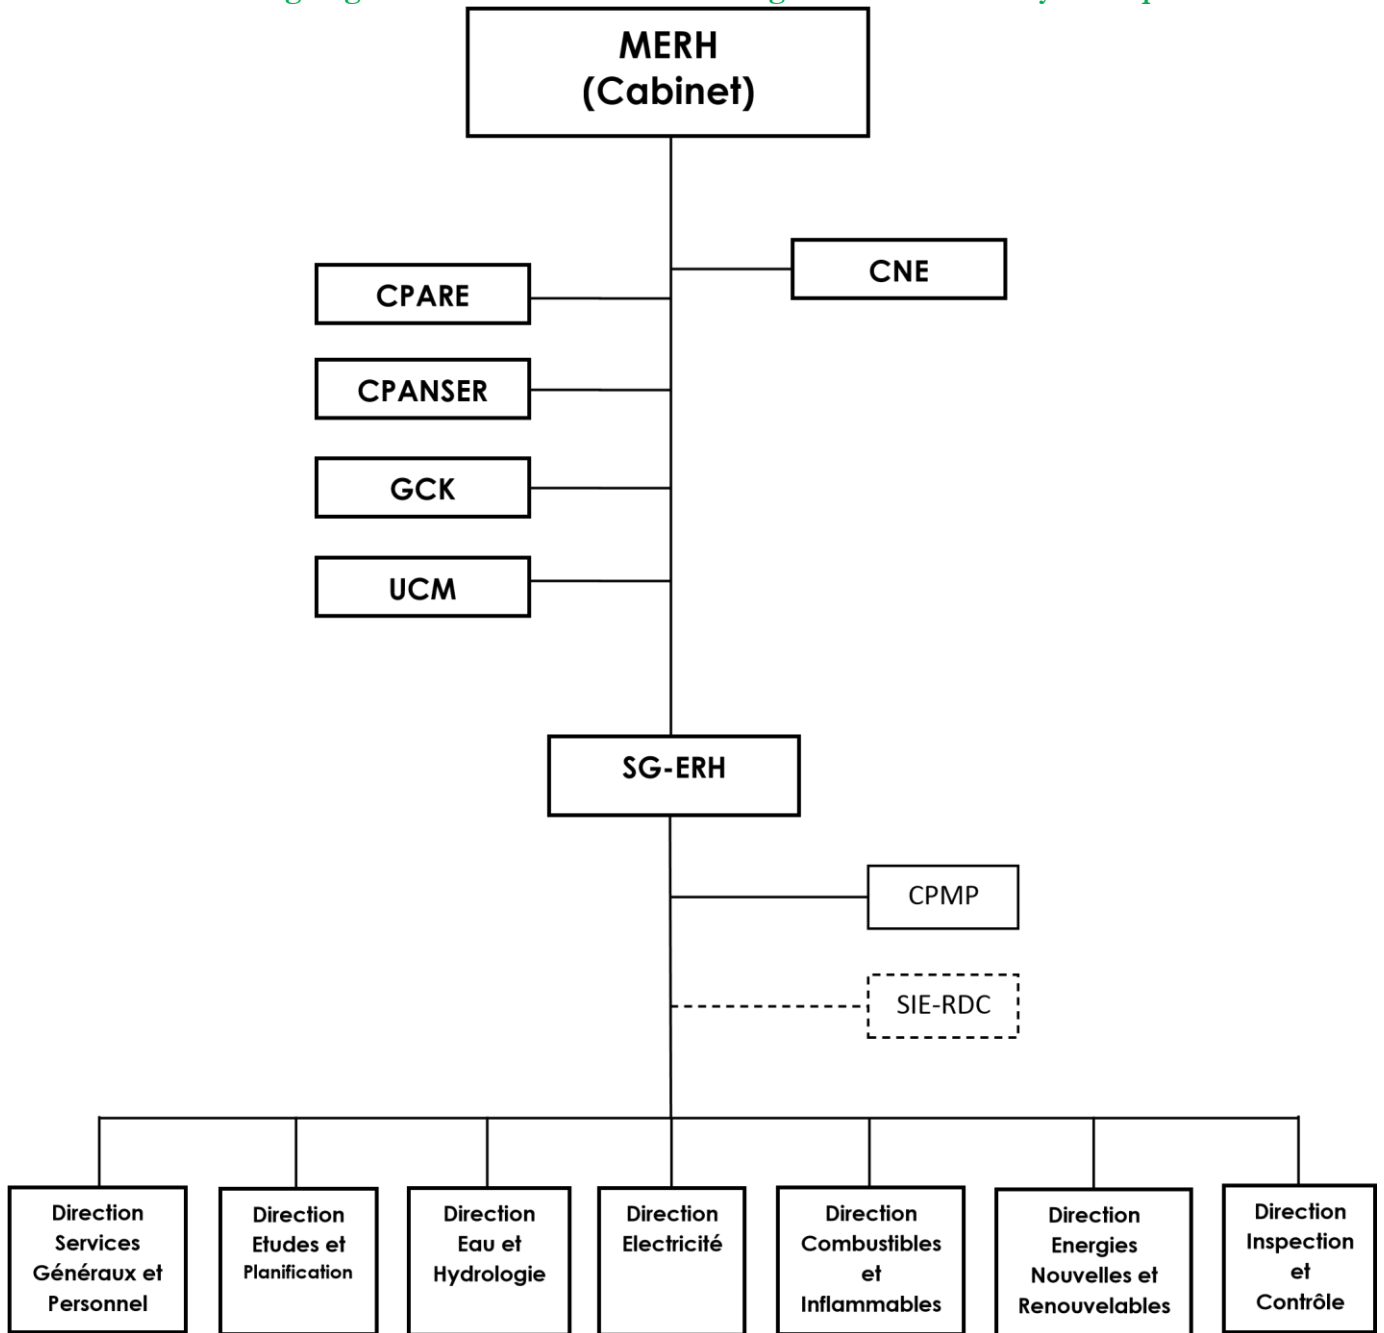 MERH
(Cabinet)
CNE
CPARE
CPANSER
GCK
UCM
SG-ERH
CPMP
SIE-RDC
Direction
Services
Généraux et
Personnel
Direction
Etudes et
Planification
Direction
Eau et
Hydrologie
Direction
Electricité
Direction
Combustibles
et
Inflammables
Direction
Energies
Nouvelles et
Renouvelables
Direction
Inspection
et
Contrôle